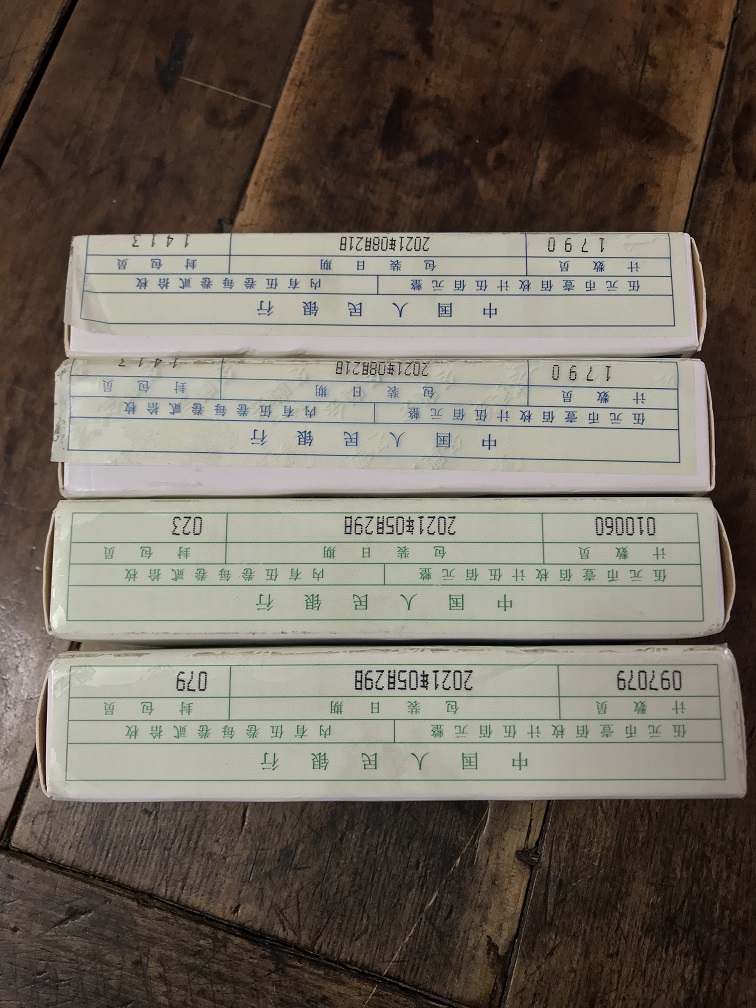 中国人民银行
伍元币壹佰枚计伍佰元整 内有伍卷每卷贰拾枚
计数员 包装日期 封包员
097079 2021年05月29日 079
中国人民银行
伍元币壹佰枚计伍佰元整 内有伍卷每卷贰拾枚
计数员 包装日期 封包员
010060 2021年05月29日 023
中国人民银行
伍元币壹佰枚计伍佰元整 内有伍卷每卷贰拾枚
计数员 包装日期 封包员
1790 2021年08月21日 1413
中国人民银行
伍元币壹佰枚计伍佰元整 内有伍卷每卷贰拾枚
计数员 包装日期 封包员
1790 2021年08月21日 1413